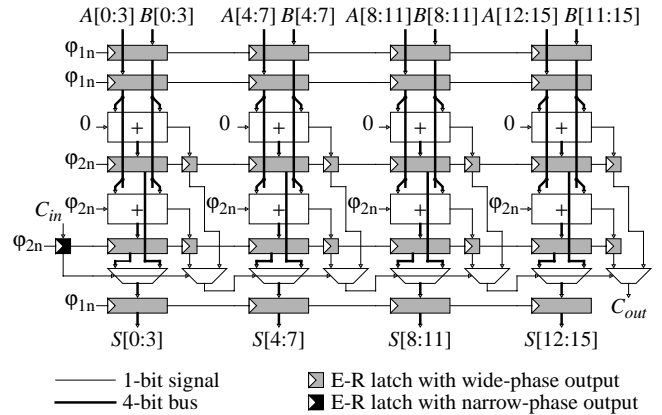 A[0:3] B[0:3] A[4:7] B[4:7] A[8:11] B[8:11] A[12:15] B[11:15]
φ1n
φ1n
0 + 0 + 0 + 0 +
φ2n
φ2n + φ2n + φ2n + φ2n +
Cin
φ2n
φ1n
Cout
S[0:3] S[4:7] S[8:11] S[12:15]
1-bit signal E-R latch with wide-phase output
4-bit bus E-R latch with narrow-phase output